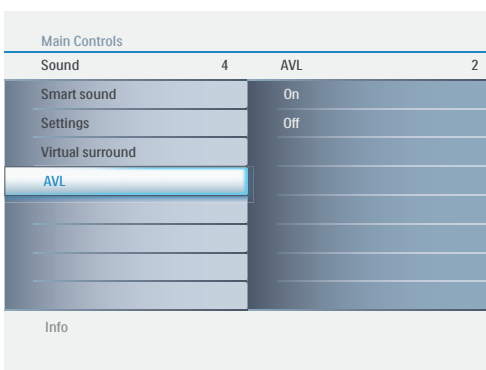 Main Controls
Sound 4 AVL 2
Smart sound On
Settings Off
Virtual surround
AVL
Info